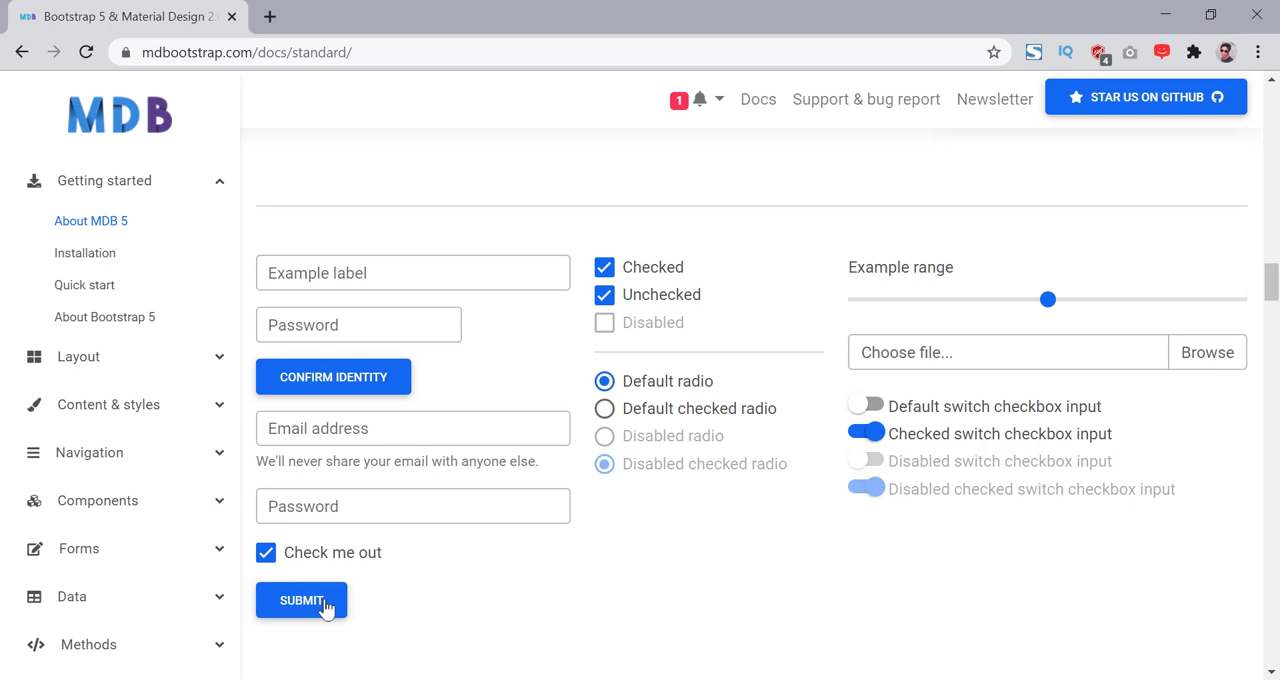 Bootstrap 5 & Material Design 2.
mdbootstrap.com/docs/standard/
IQ
4
MDB
1
Docs
Support & bug report
Newsletter
STAR US ON GITHUB
Getting started
About MDB 5
Installation
Quick start
About Bootstrap 5
Layout
Content & styles
Navigation
Components
Forms
Data
Methods
Example label
Password
CONFIRM IDENTITY
Email address
We'll never share your email with anyone else.
Password
Check me out
SUBMIT
Checked
Unchecked
Disabled
Default radio
Default checked radio
Disabled radio
Disabled checked radio
Example range
Choose file...
Browse
Default switch checkbox input
Checked switch checkbox input
Disabled switch checkbox input
Disabled checked switch checkbox input